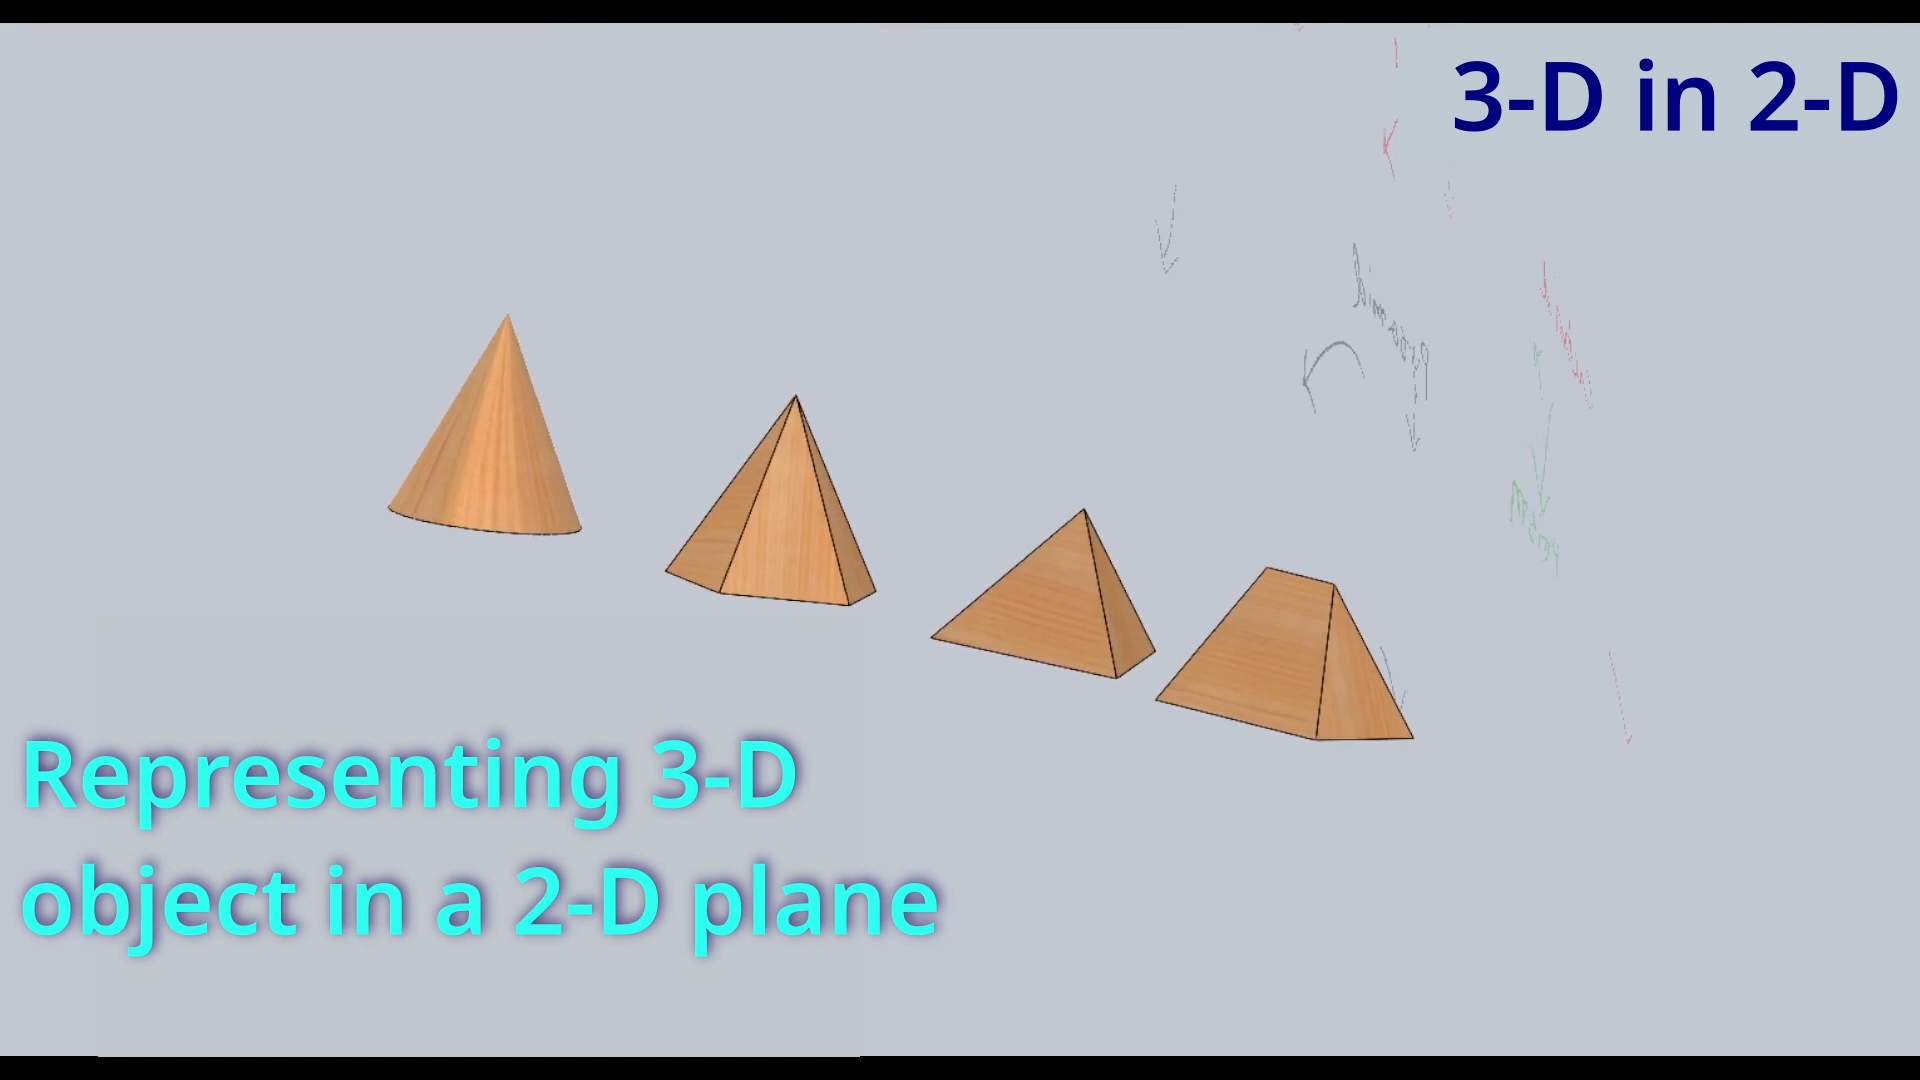 3-D in 2-D
Representing 3-D
object in a 2-D plane